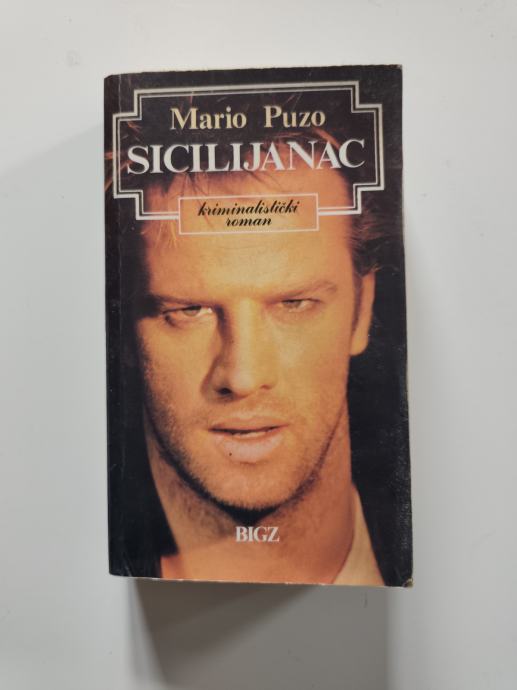 Mario Puzo
SICILIJANAC
kriminalistički
roman
BIGZ